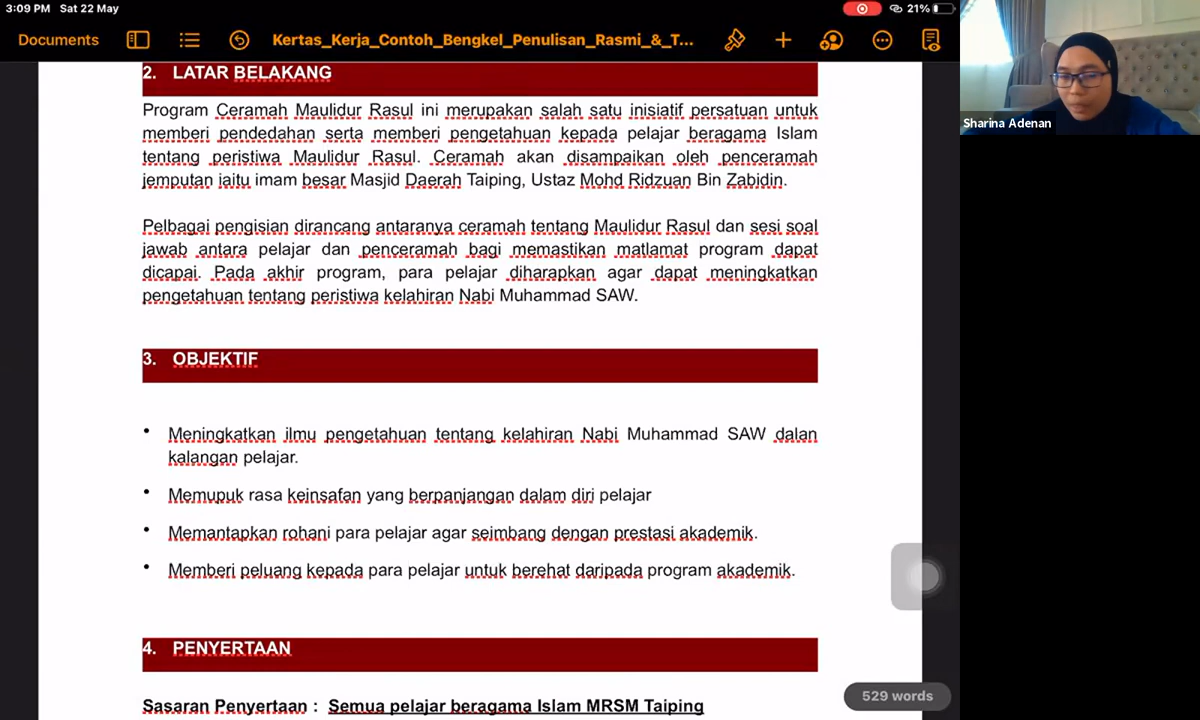 3:09 PM Sat 22 May
21%
Documents
Kertas_Kerja_Contoh_Bengkel_Penulisan_Rasmi_&_T...
Sharina Adenan
2. LATAR BELAKANG
Program Ceramah Maulidur Rasul ini merupakan salah satu inisiatif persatuan untuk
memberi pendedahan serta memberi pengetahuan kepada pelajar beragama Islam
tentang peristiwa Maulidur Rasul. Ceramah akan disampaikan oleh penceramah
jemputan iaitu imam besar Masjid Daerah Taiping, Ustaz Mohd Ridzuan Bin Zabidin.
Pelbagai pengisian dirancang antaranya ceramah tentang Maulidur Rasul dan sesi soal
jawab antara pelajar dan penceramah bagi memastikan matlamat program dapat
dicapai. Pada akhir program, para pelajar diharapkan agar dapat meningkatkan
pengetahuan tentang peristiwa kelahiran Nabi Muhammad SAW.
3. OBJEKTIF
• Meningkatkan ilmu pengetahuan tentang kelahiran Nabi Muhammad SAW dalan
kalangan pelajar.
• Memupuk rasa keinsafan yang berpanjangan dalam diri pelajar
• Memantapkan rohani para pelajar agar seimbang dengan prestasi akademik.
• Memberi peluang kepada para pelajar untuk berehat daripada program akademik.
4. PENYERTAAN
529 words
Sasaran Penyertaan : Semua pelajar beragama Islam MRSM Taiping